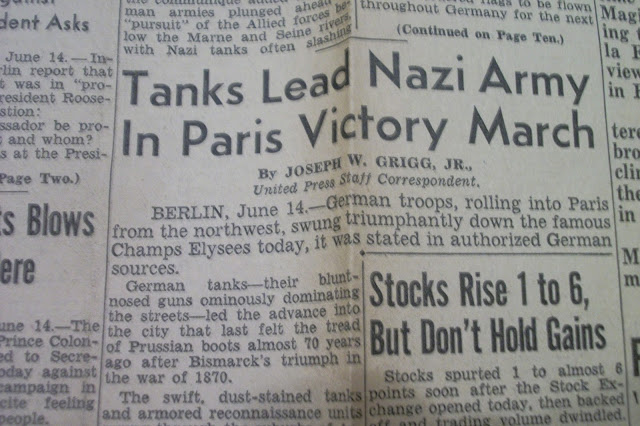 man armies plunged ahead
"pursuit" of the Allied forces be-
low the Marne and Seine rivers,
with Nazi tanks often slashing
flags to be flown
throughout Germany for the next
(Continued on Page Ten.)
Tanks Lead Nazi Army
In Paris Victory March
By JOSEPH W. GRIGG, JR.,
United Press Staff Correspondent.
BERLIN, June 14.—German troops, rolling into Paris
from the northwest, swung triumphantly down the famous
Champs Elysees today, it was stated in authorized German
sources.
German tanks—their blunt-
nosed guns ominously dominating
the streets—led the advance into
the city that last felt the tread
of Prussian boots almost 70 years
ago after Bismarck's triumph in
the war of 1870.
The swift, dust-stained tanks
and armored reconnaissance units
Stocks Rise 1 to 6,
But Don't Hold Gains
Stocks spurted 1 to almost 6
points soon after the Stock Ex-
change opened today, then backed
off and trading volume dwindled.
dent Asks
June 14.—In-
rlin report that
t was in "pro-
resident Roose-
stion:
ssador be pro-
and whom?
s at the Presi-
Page Two.)
ts Blows
ere
une 14.—The
Prince Colon-
ed to Secre-
oday against
campaign in
cite feeling
people.
Mag
ing
la
view
in
tere
bro
clin
the
in
M
m